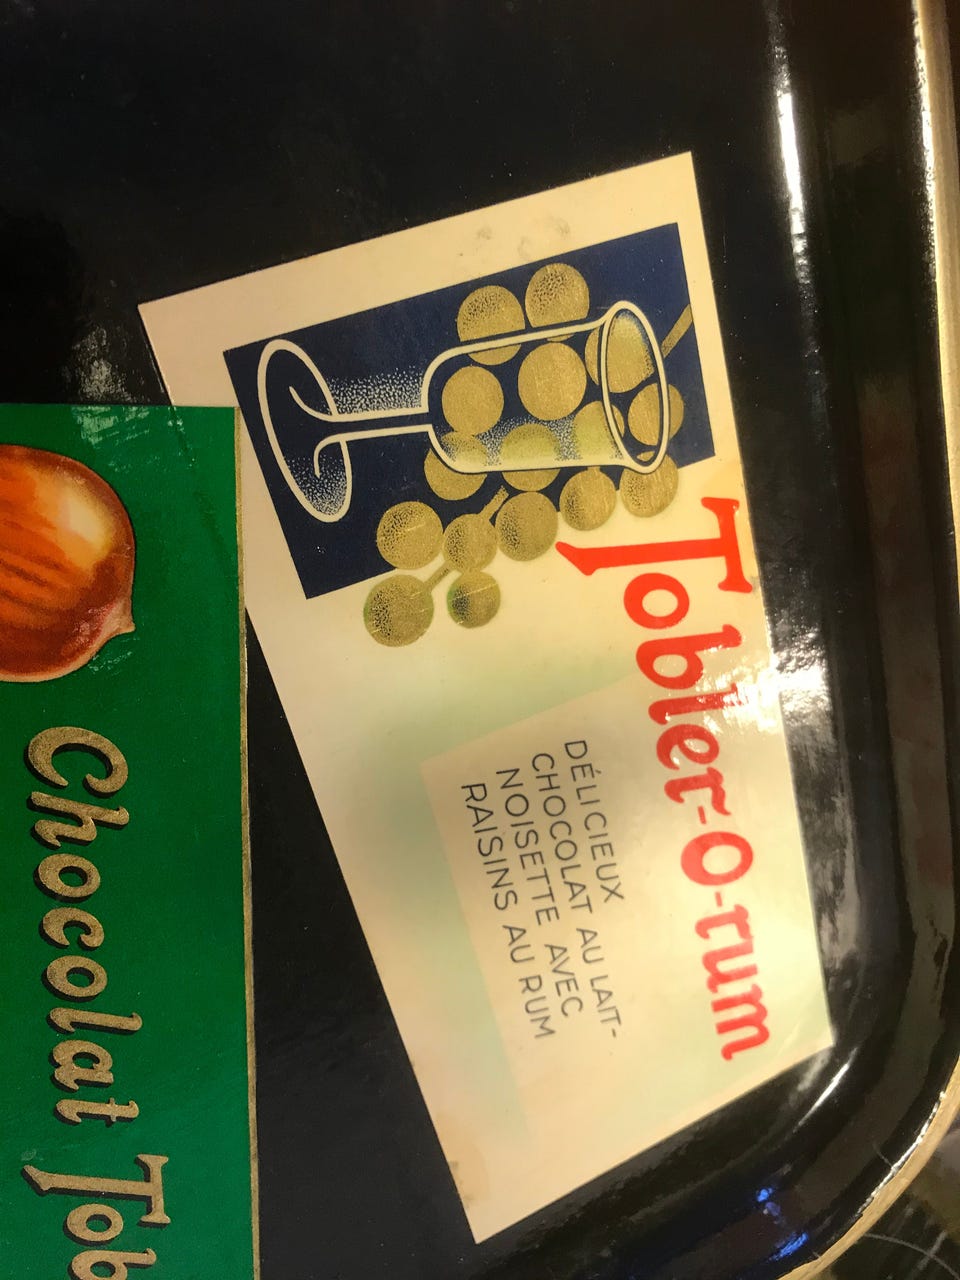 Tobler-o-rum
DÉLICIEUX
CHOCOLAT AU LAIT-
NOISETTE AVEC
RAISINS AU RUM
Chocolat Tob